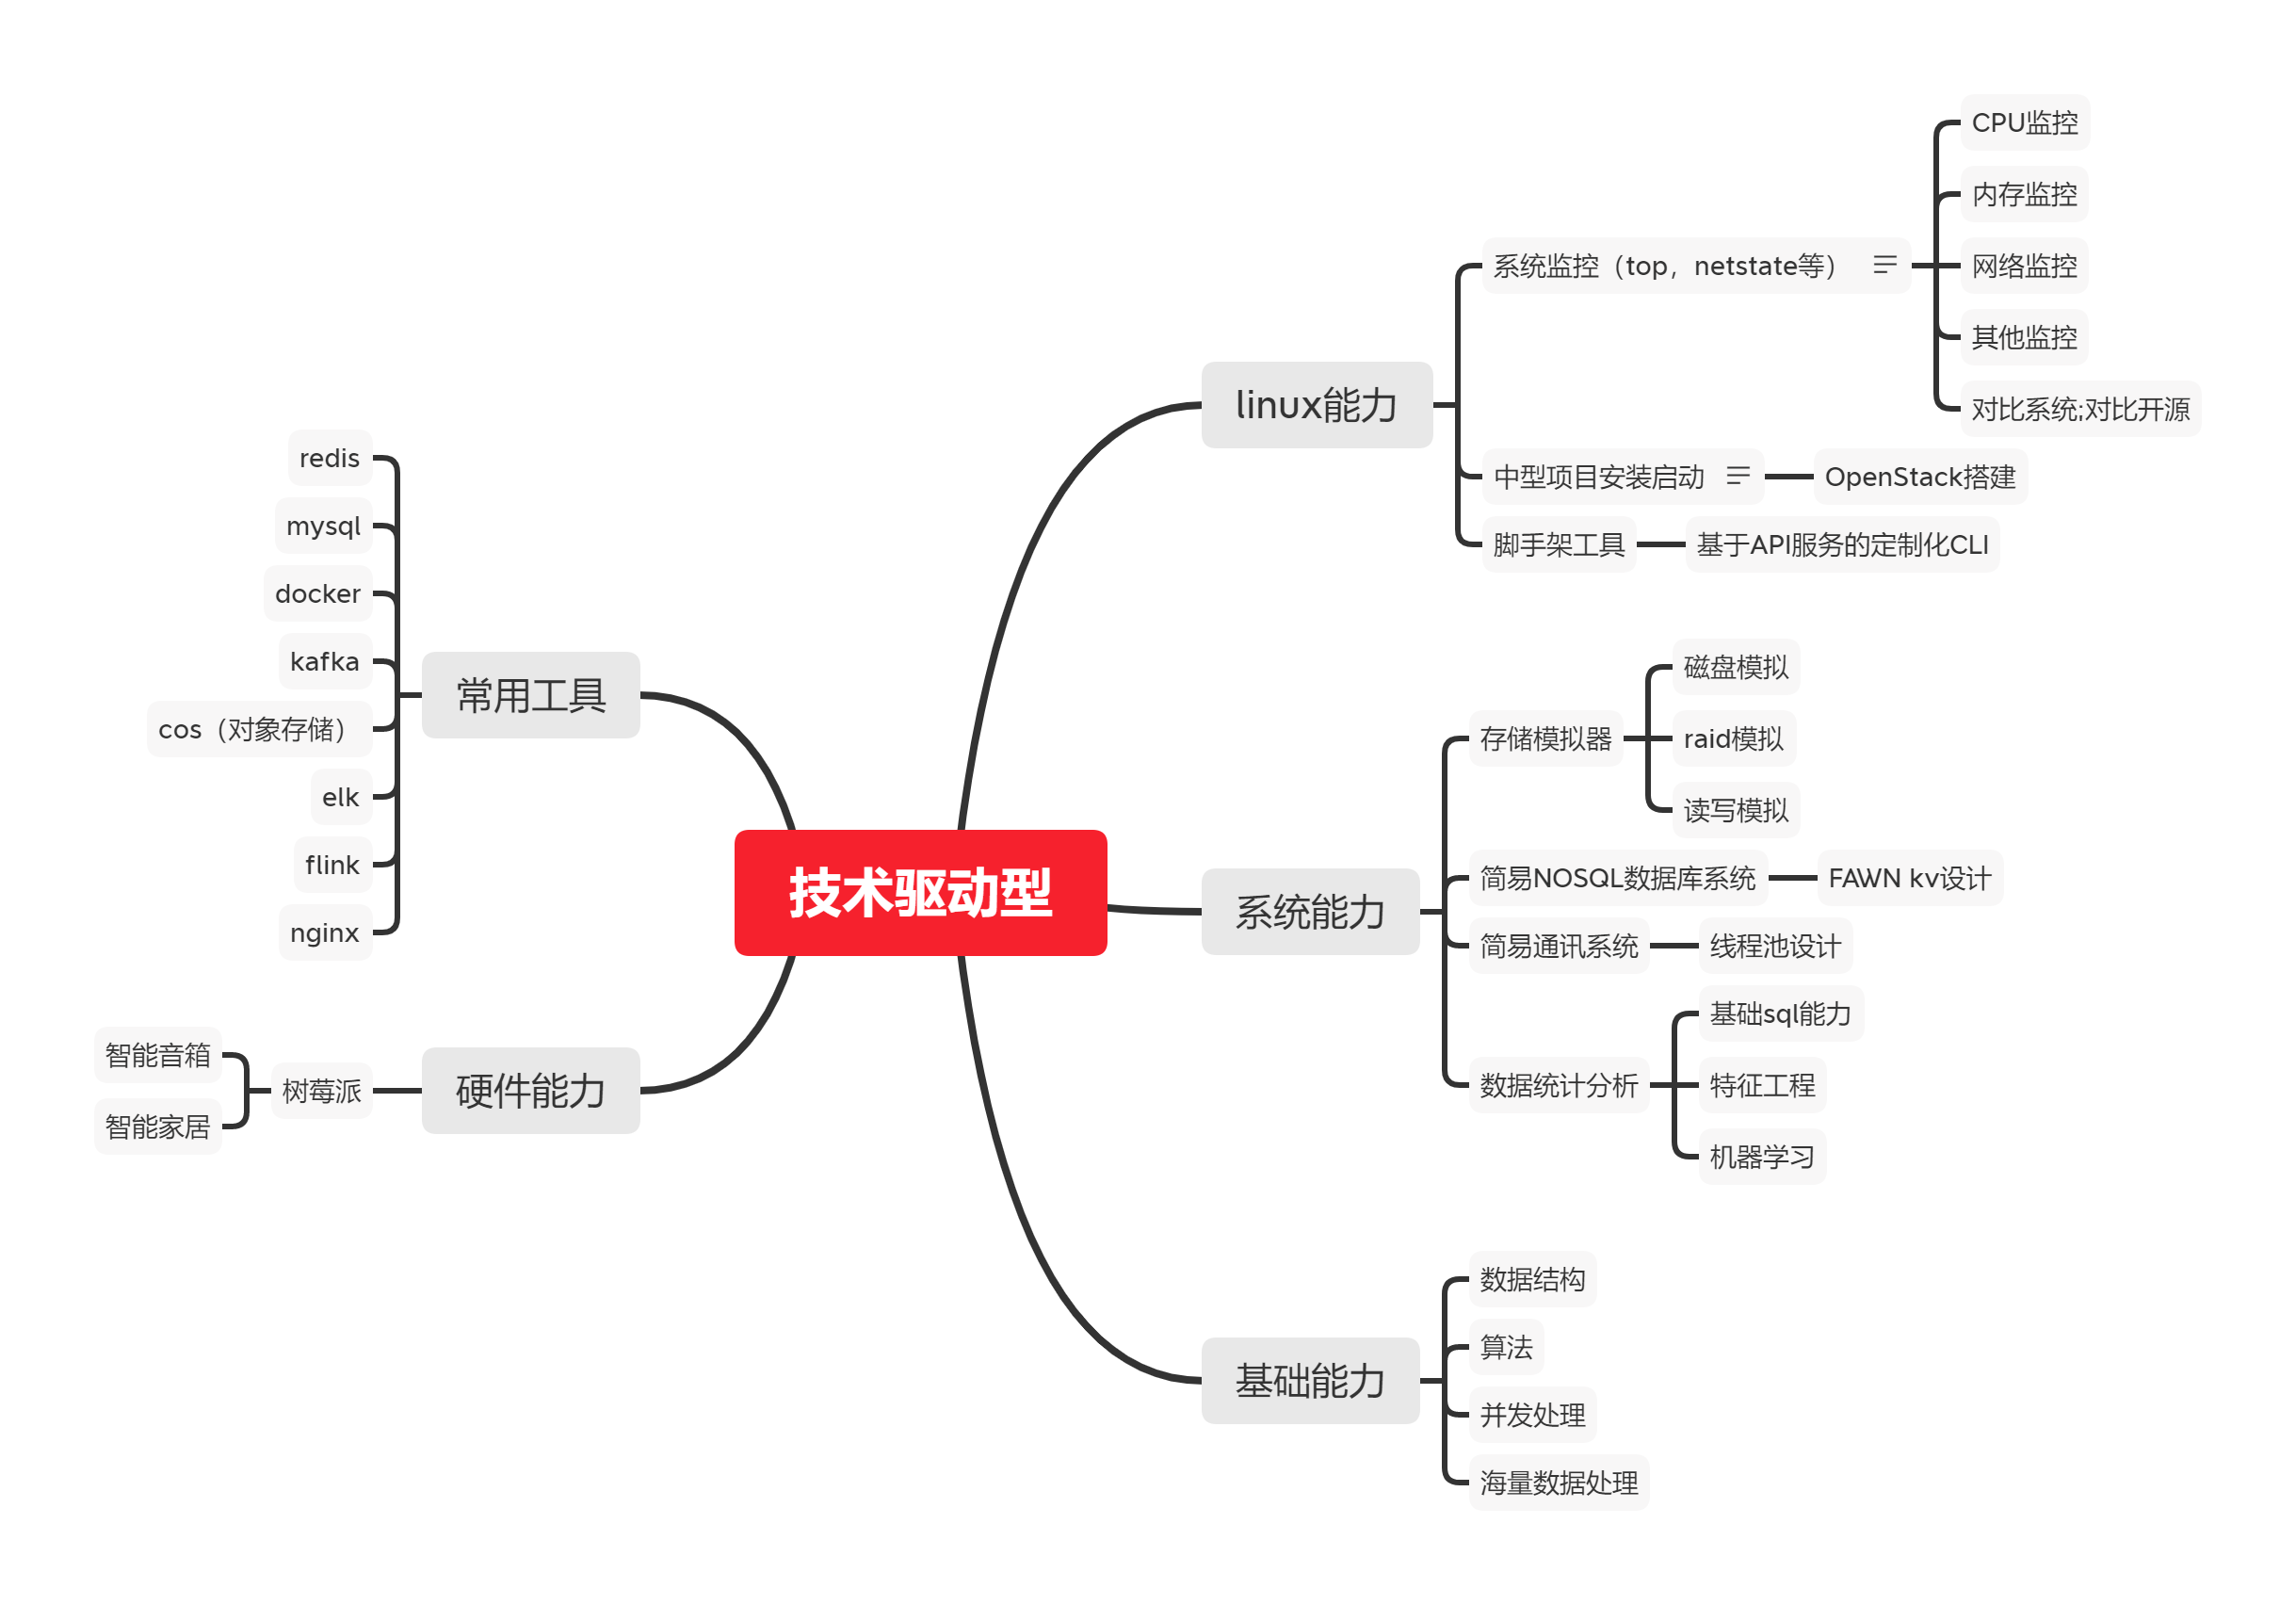 技术驱动型
linux能力
系统监控（top，netstate等）
CPU监控
内存监控
网络监控
其他监控
对比系统;对比开源
中型项目安装启动
OpenStack搭建
脚手架工具
基于API服务的定制化CLI
系统能力
存储模拟器
磁盘模拟
raid模拟
读写模拟
简易NOSQL数据库系统
FAWN kv设计
简易通讯系统
线程池设计
数据统计分析
基础sql能力
特征工程
机器学习
基础能力
数据结构
算法
并发处理
海量数据处理
常用工具
redis
mysql
docker
kafka
cos（对象存储）
elk
flink
nginx
硬件能力
树莓派
智能音箱
智能家居